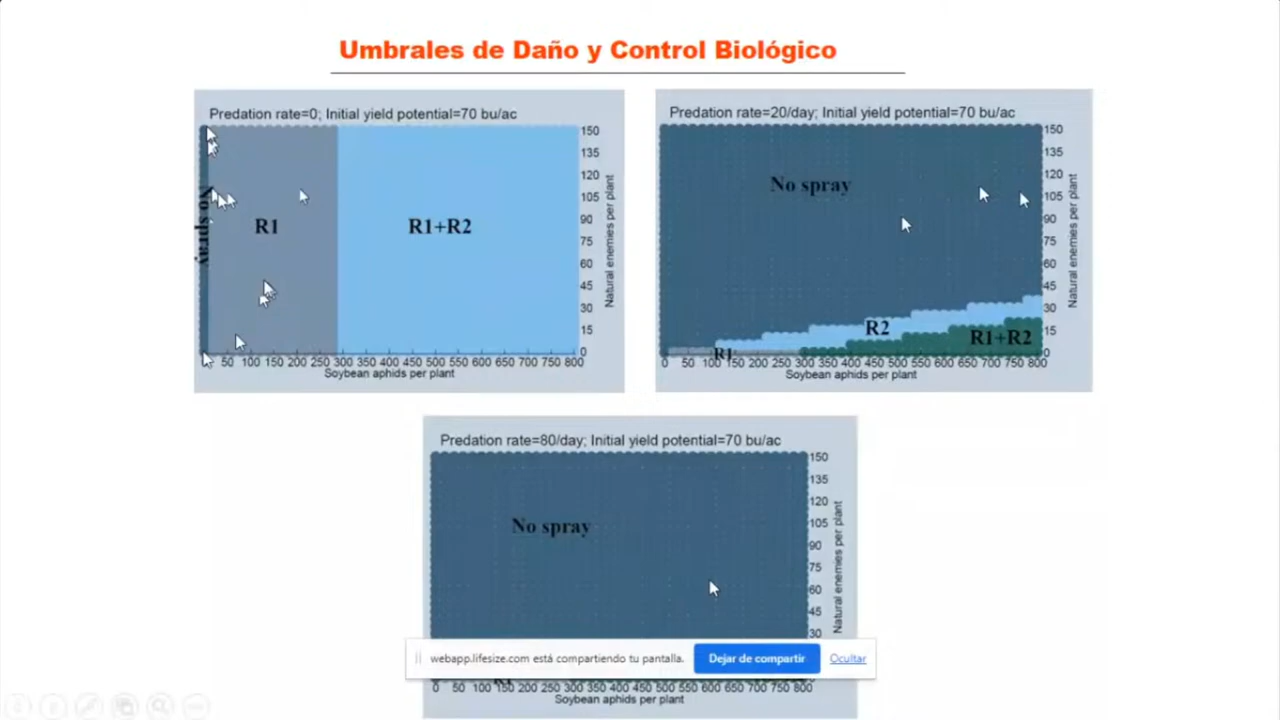 Umbrales de Daño y Control Biológico
Predation rate=0; Initial yield potential=70 bu/ac
No spray
R1
R1+R2
150
135
120
105
90
75
60
45
30
15
0
Natural enemies per plant
50 100 150 200 250 300 350 400 450 500 550 600 650 700 750 800
Soybean aphids per plant
Predation rate=20/day; Initial yield potential=70 bu/ac
No spray
R2
R1+R2
R1
150
135
120
105
90
75
60
45
30
15
0
Natural enemies per plant
0 50 100 150 200 250 300 350 400 450 500 550 600 650 700 750 800
Soybean aphids per plant
Predation rate=80/day; Initial yield potential=70 bu/ac
No spray
150
135
120
105
90
75
60
45
30
Natural enemies per plant
webapp.lifesize.com está compartiendo tu pantalla.
Dejar de compartir
Ocultar
R1
0 50 100 150 200 250 300 350 400 450 500 550 600 650 700 750 800
Soybean aphids per plant